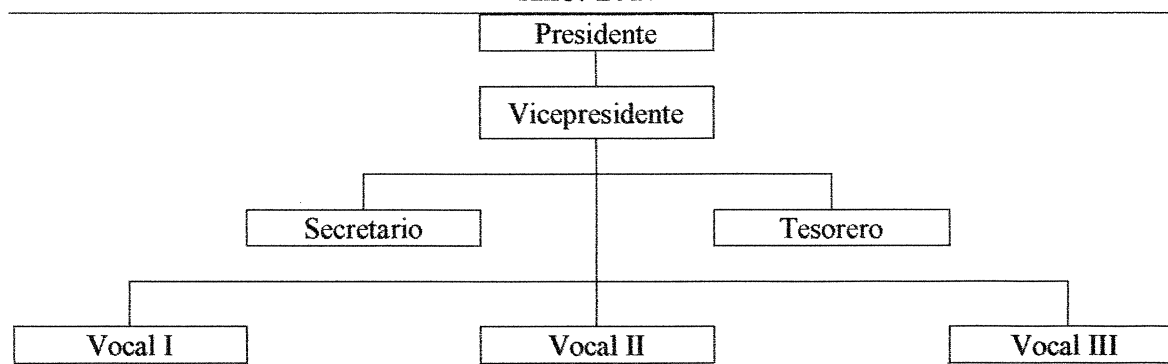 Presidente
Vicepresidente
Secretario Tesorero
Vocal I Vocal II Vocal III